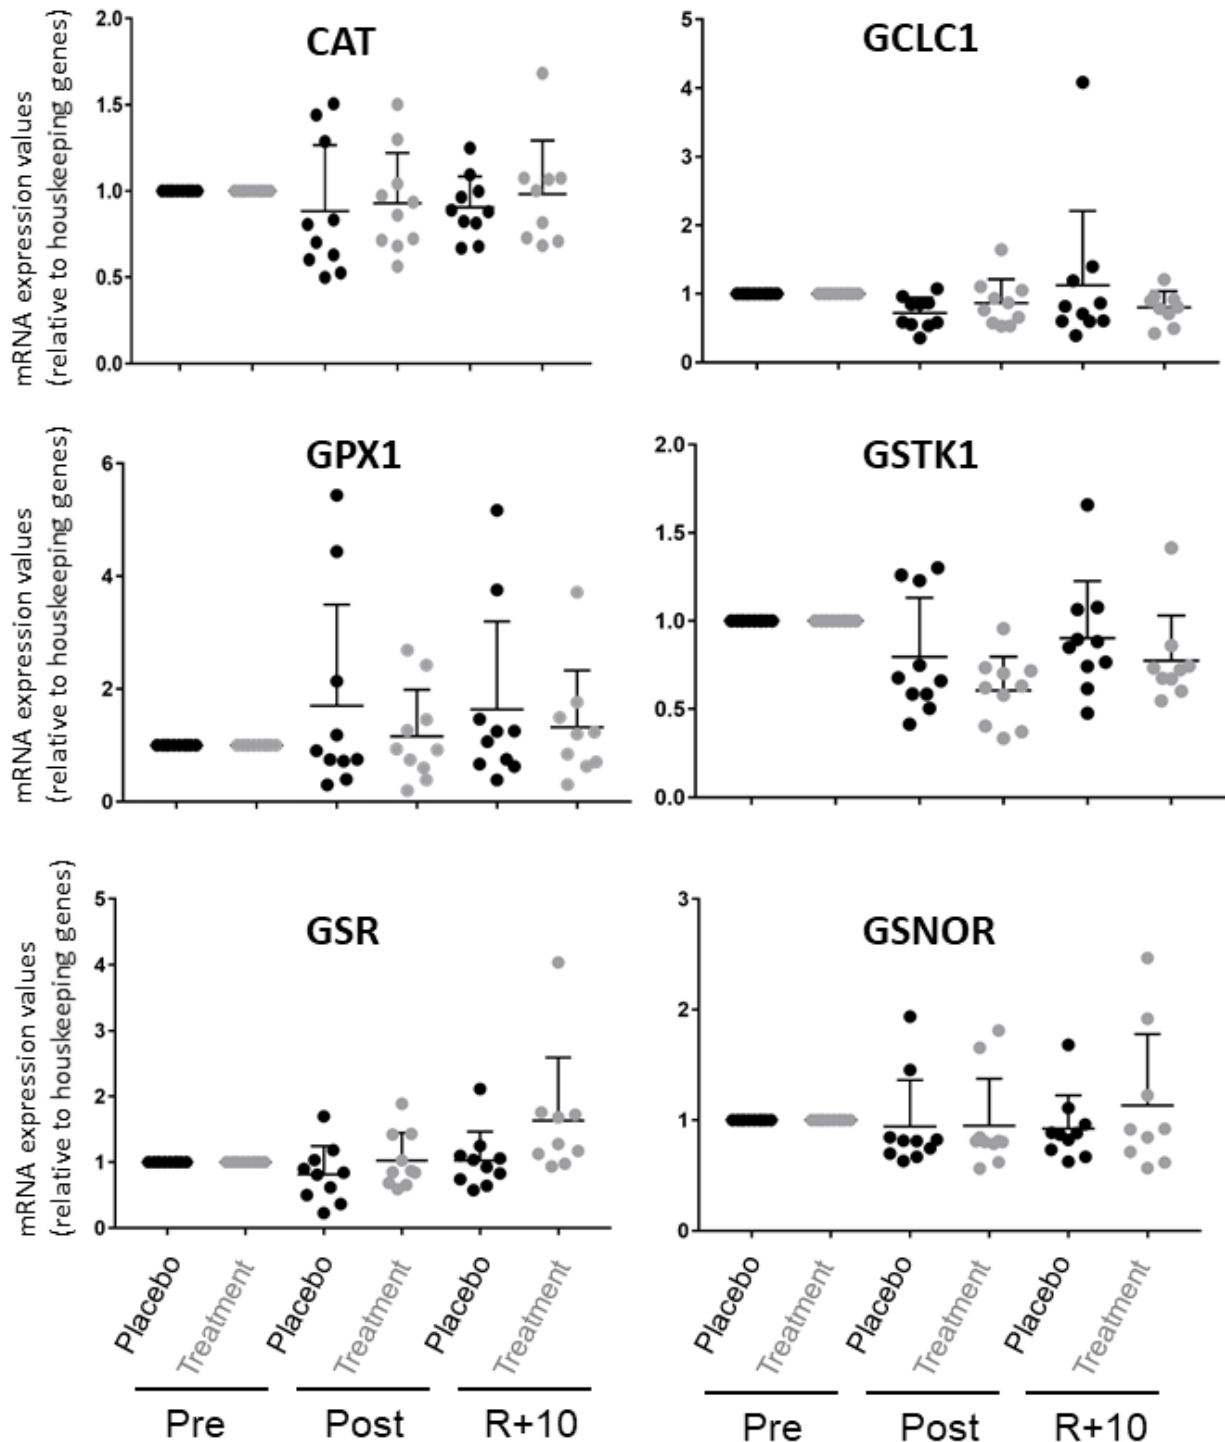 CAT
mRNA expression values
(relative to houskeeping genes)
2.0
1.5
1.0
0.5
0.0
GCLC1
5
4
3
2
1
0
GPX1
mRNA expression values
(relative to houskeeping genes)
6
4
2
0
GSTK1
2.0
1.5
1.0
0.5
0.0
GSR
mRNA expression values
(relative to houskeeping genes)
5
4
3
2
1
0
GSNOR
3
2
1
0
Placebo
Treatment
Placebo
Treatment
Placebo
Treatment
Pre
Post
R+10
Placebo
Treatment
Placebo
Treatment
Placebo
Treatment
Pre
Post
R+10